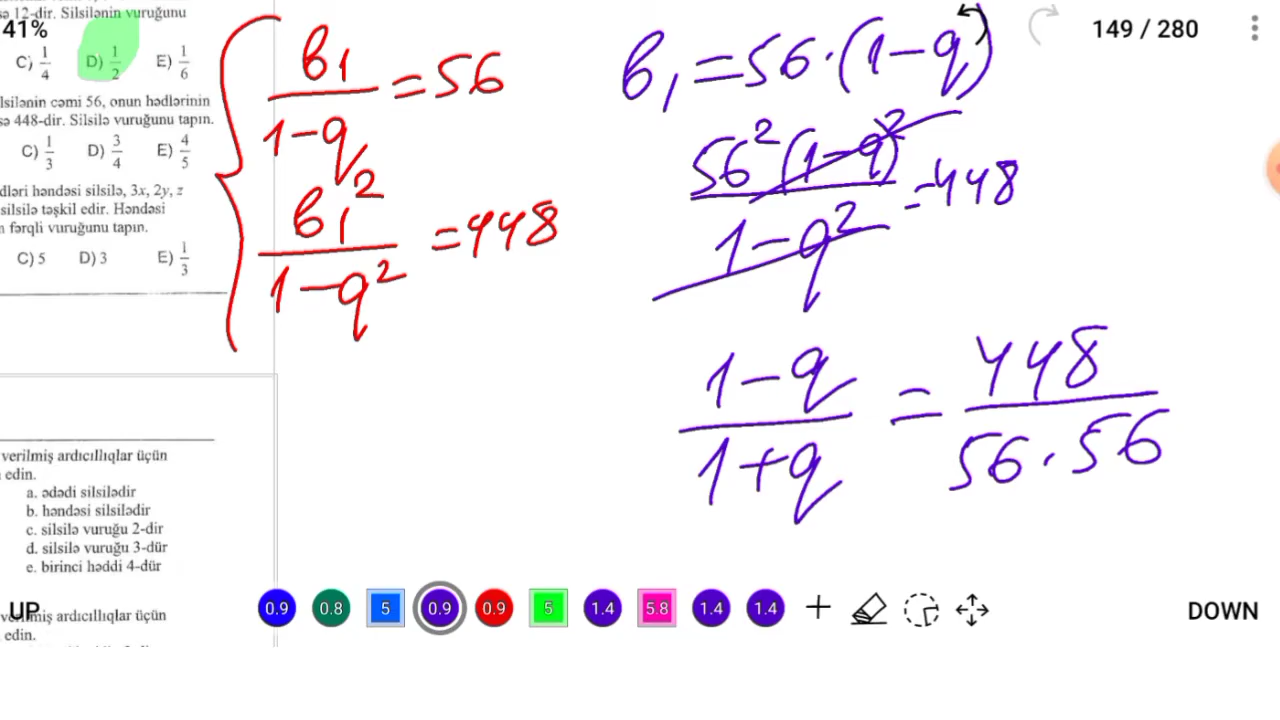 12-dir. Silsilənin vuruğunu
41%
C) 1/4 D) 1/2 E) 1/6
cəmi 56, onun hədlərinin
448-dir. Silsilə vuruğunu tapın.
C) 1/3 D) 3/4 E) 4/5
həndəsi silsilə, 3x, 2y, z
silsilə təşkil edir. Həndəsi
fərqli vuruğunu tapın.
C) 5 D) 3 E) 1/3
verilmiş ardıcıllıqlar üçün
edin.
a. ədədi silsilədir
b. həndəsi silsilədir
c. silsilə vuruğu 2-dir
d. silsilə vuruğu 3-dür
e. birinci həddi 4-dür
UP
ardıcıllıqlar üçün
edin.
b1/(1-q) = 56
b1²/(1-q²) = 448
149 / 280
b1 = 56·(1-q)
56²(1-q)²/(1-q²) = 448
(1-q)/(1+q) = 448/(56·56)
0.9 0.8 5 0.9 0.9 5 1.4 5.8 1.4 1.4 +
DOWN